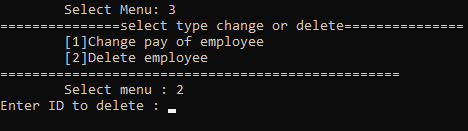 Select Menu: 3
===============select type change or delete===============
[1]Change pay of employee
[2]Delete employee
==================================================
Select menu : 2
Enter ID to delete : _